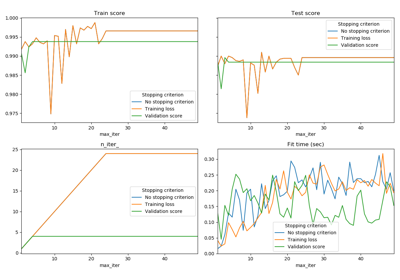 Train score
1.000
0.995
0.990
0.985
0.980
0.975
Stopping criterion
No stopping criterion
Training loss
Validation score
10 20 30 40
max_iter
Test score
Stopping criterion
No stopping criterion
Training loss
Validation score
10 20 30 40
max_iter
n_iter_
25
20
15
10
5
0
Stopping criterion
No stopping criterion
Training loss
Validation score
10 20 30 40
max_iter
Fit time (sec)
0.30
0.25
0.20
0.15
0.10
0.05
0.00
Stopping criterion
No stopping criterion
Training loss
Validation score
10 20 30 40
max_iter